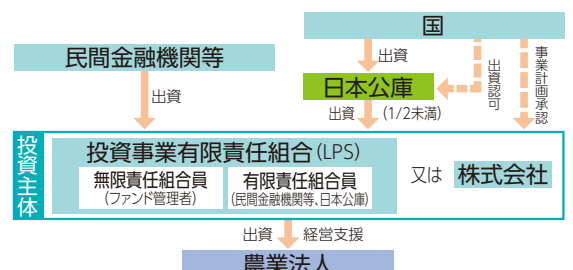 国
民間金融機関等
出資
出資
出資認可
事業計画承認
日本公庫
出資 (1/2未満)
投資主体
投資事業有限責任組合(LPS)
無限責任組合員
(ファンド管理者)
有限責任組合員
(民間金融機関等、日本公庫)
又は 株式会社
出資 経営支援
農業法人